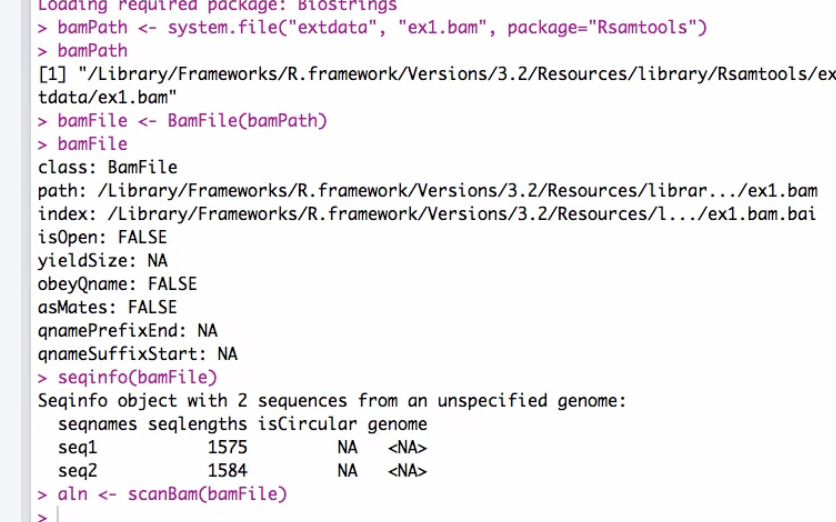 Loading required package: Biostrings
> bamPath <- system.file("extdata", "ex1.bam", package="Rsamtools")
> bamPath
[1] "/Library/Frameworks/R.framework/Versions/3.2/Resources/library/Rsamtools/ex
tdata/ex1.bam"
> bamFile <- BamFile(bamPath)
> bamFile
class: BamFile
path: /Library/Frameworks/R.framework/Versions/3.2/Resources/librar.../ex1.bam
index: /Library/Frameworks/R.framework/Versions/3.2/Resources/l.../ex1.bam.bai
isOpen: FALSE
yieldSize: NA
obeyQname: FALSE
asMates: FALSE
qnamePrefixEnd: NA
qnameSuffixStart: NA
> seqinfo(bamFile)
Seqinfo object with 2 sequences from an unspecified genome:
  seqnames seqlengths isCircular genome
  seq1           1575         NA   <NA>
  seq2           1584         NA   <NA>
> aln <- scanBam(bamFile)
>